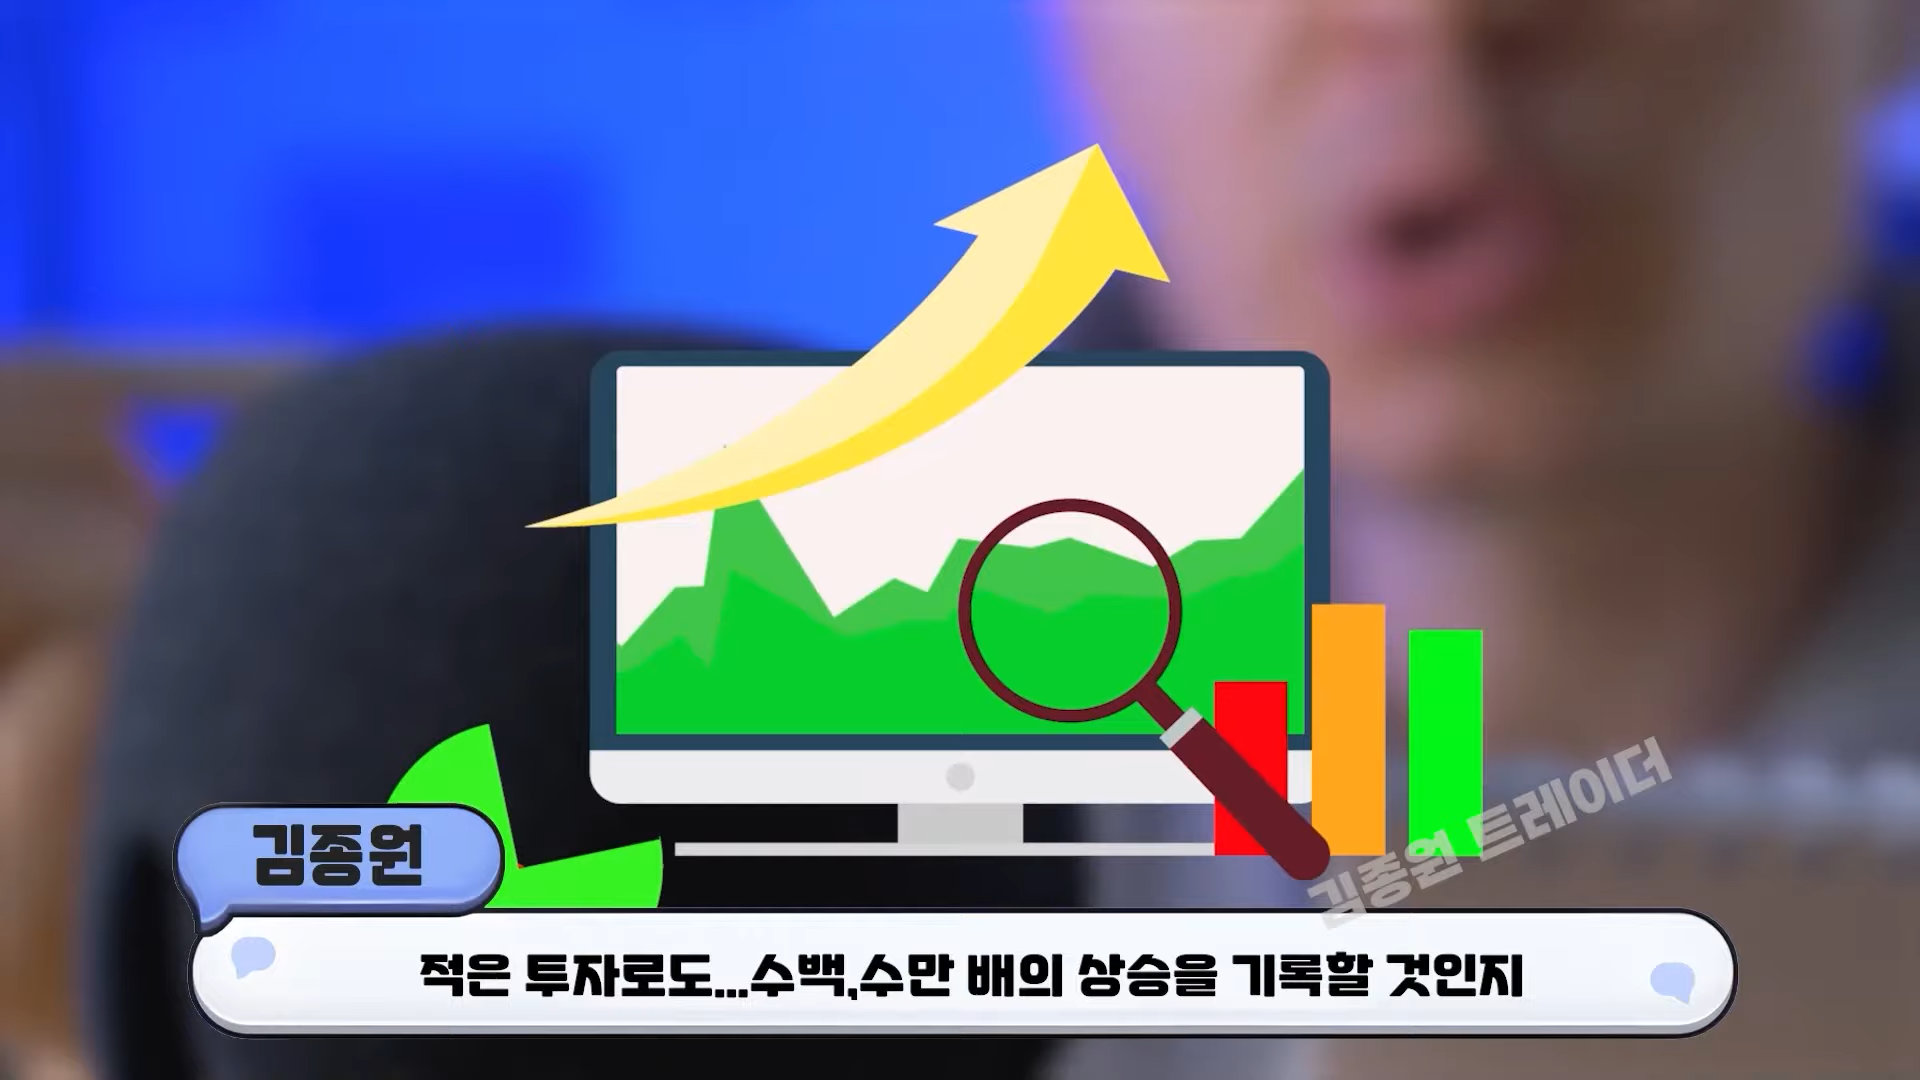 김종원 트레이더
김종원
적은 투자로도...수백,수만 배의 상승을 기록할 것인지